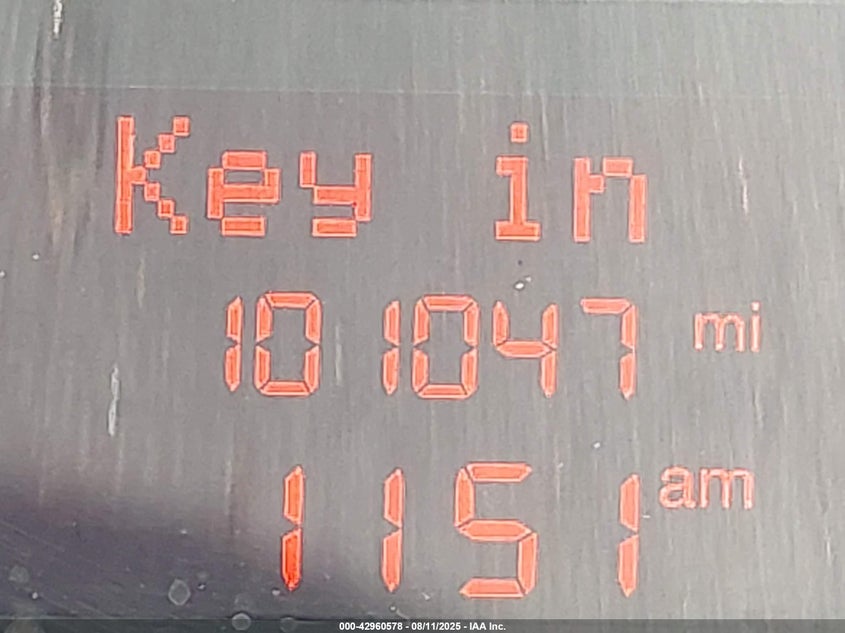 Key in
101047 mi
1151 am
000-42960578 - 08/11/2025 - IAA Inc.